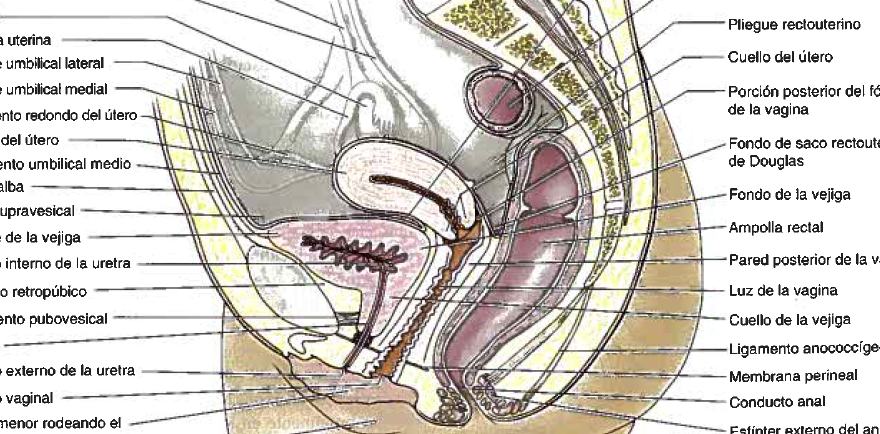 a uterina
e umbilical lateral
e umbilical medial
ento redondo del útero
del útero
ento umbilical medio
alba
upravesical
e de la vejiga
o interno de la uretra
o retropúbico
ento pubovesical
o externo de la uretra
o vaginal
menor rodeando el
Pliegue rectouterino
Cuello del útero
Porción posterior del fó
de la vagina
Fondo de saco rectoute
de Douglas
Fondo de la vejiga
Ampolla rectal
Pared posterior de la va
Luz de la vagina
Cuello de la vejiga
Ligamento anococcíge
Membrana perineal
Conducto anal
Esfínter externo del an